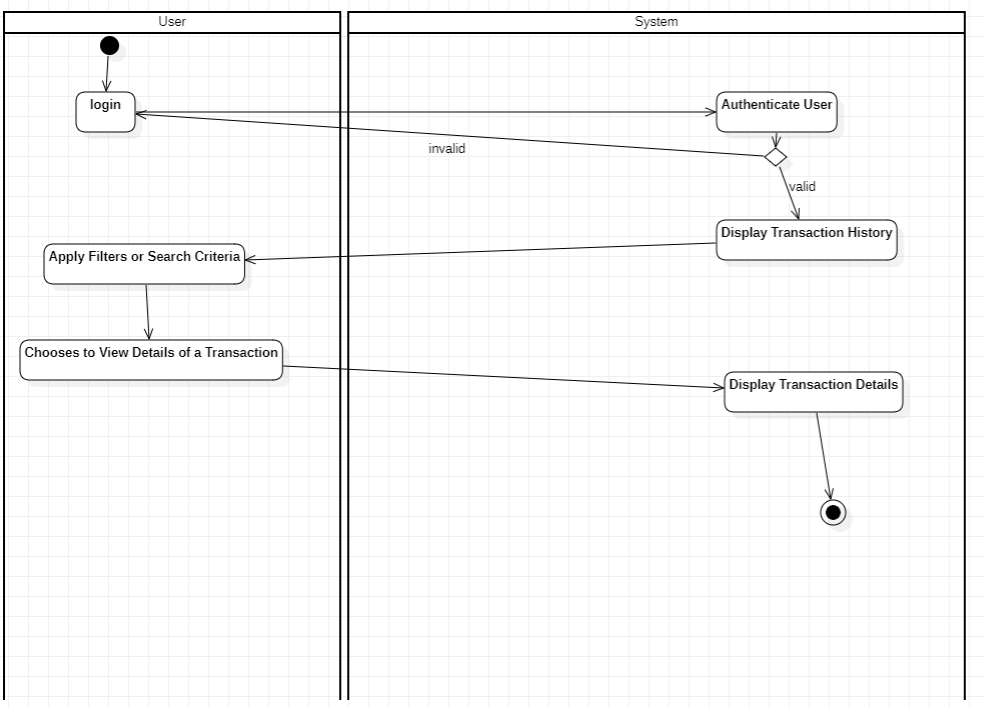 User
System
login
Authenticate User
invalid
valid
Display Transaction History
Apply Filters or Search Criteria
Chooses to View Details of a Transaction
Display Transaction Details